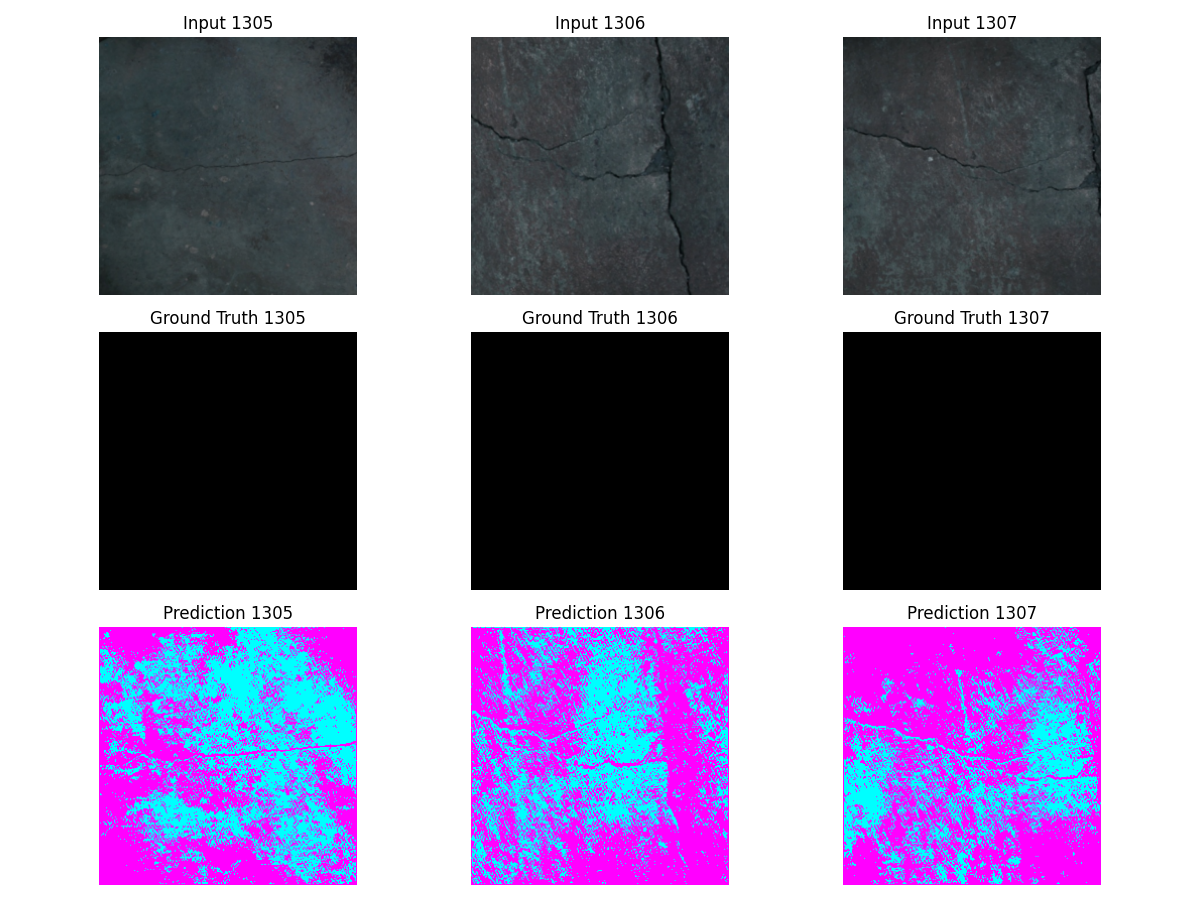 Input 1305
Input 1306
Input 1307
Ground Truth 1305
Ground Truth 1306
Ground Truth 1307
Prediction 1305
Prediction 1306
Prediction 1307